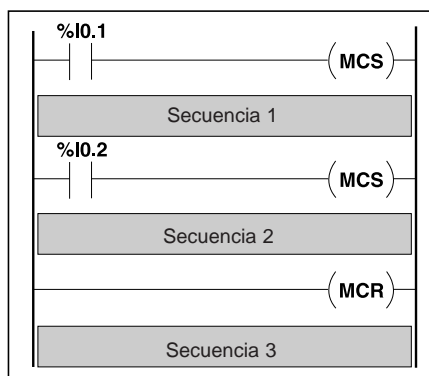 %I0.1
MCS
Secuencia 1
%I0.2
MCS
Secuencia 2
MCR
Secuencia 3